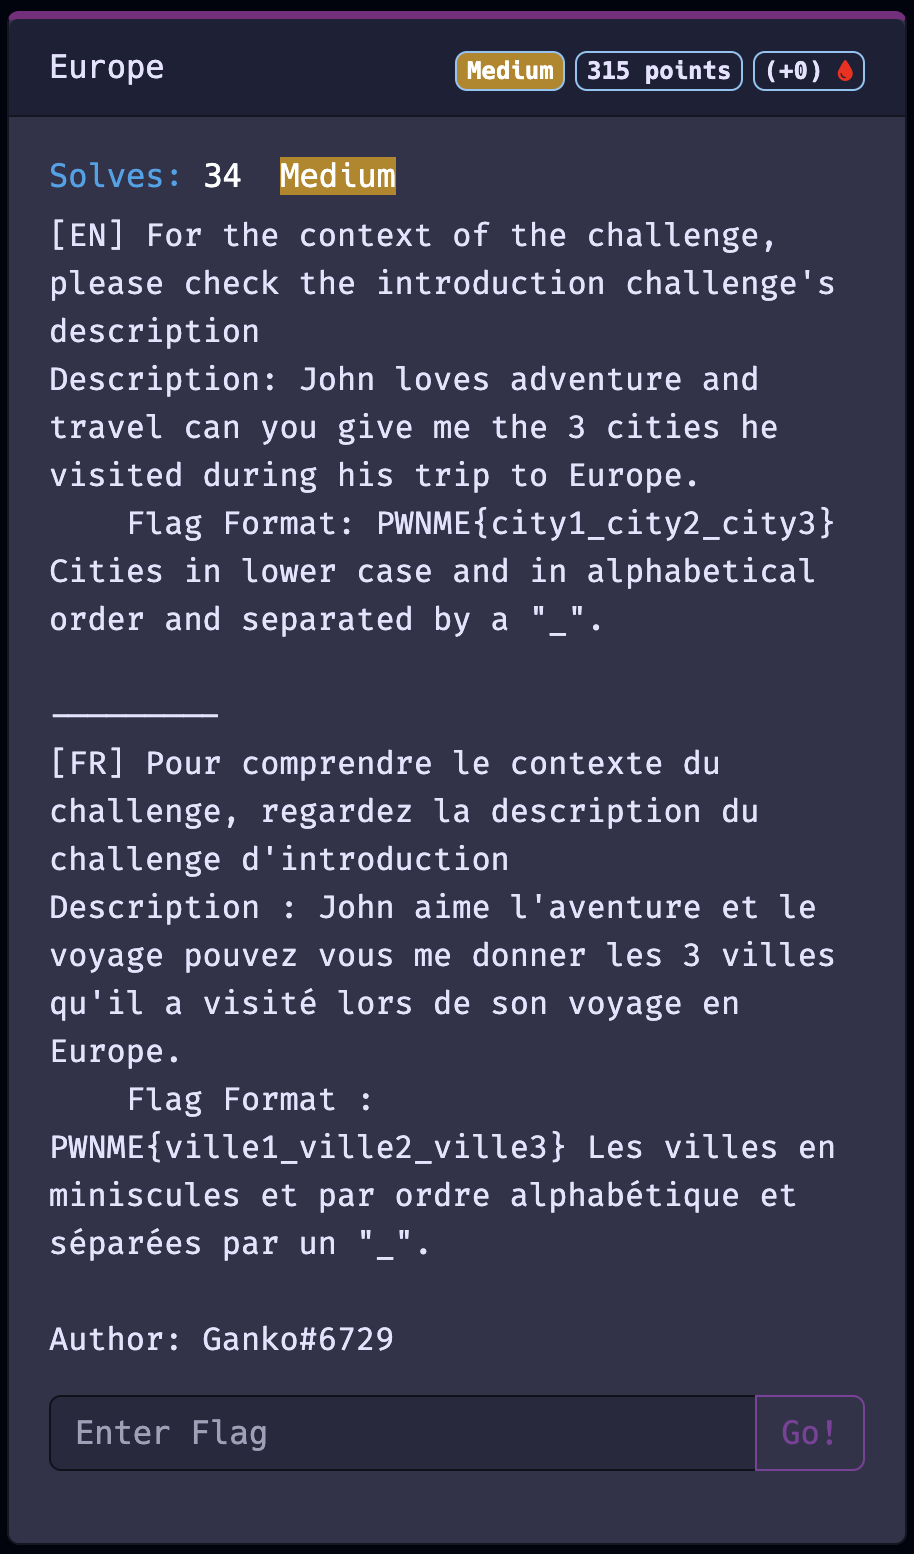 Europe
Medium
315 points
(+0)
Solves: 34 Medium
[EN] For the context of the challenge,
please check the introduction challenge's
description
Description: John loves adventure and
travel can you give me the 3 cities he
visited during his trip to Europe.
Flag Format: PWNME{city1_city2_city3}
Cities in lower case and in alphabetical
order and separated by a "_".
_________
[FR] Pour comprendre le contexte du
challenge, regardez la description du
challenge d'introduction
Description : John aime l'aventure et le
voyage pouvez vous me donner les 3 villes
qu'il a visité lors de son voyage en
Europe.
Flag Format :
PWNME{ville1_ville2_ville3} Les villes en
miniscules et par ordre alphabétique et
séparées par un "_".
Author: Ganko#6729
Enter Flag
Go!